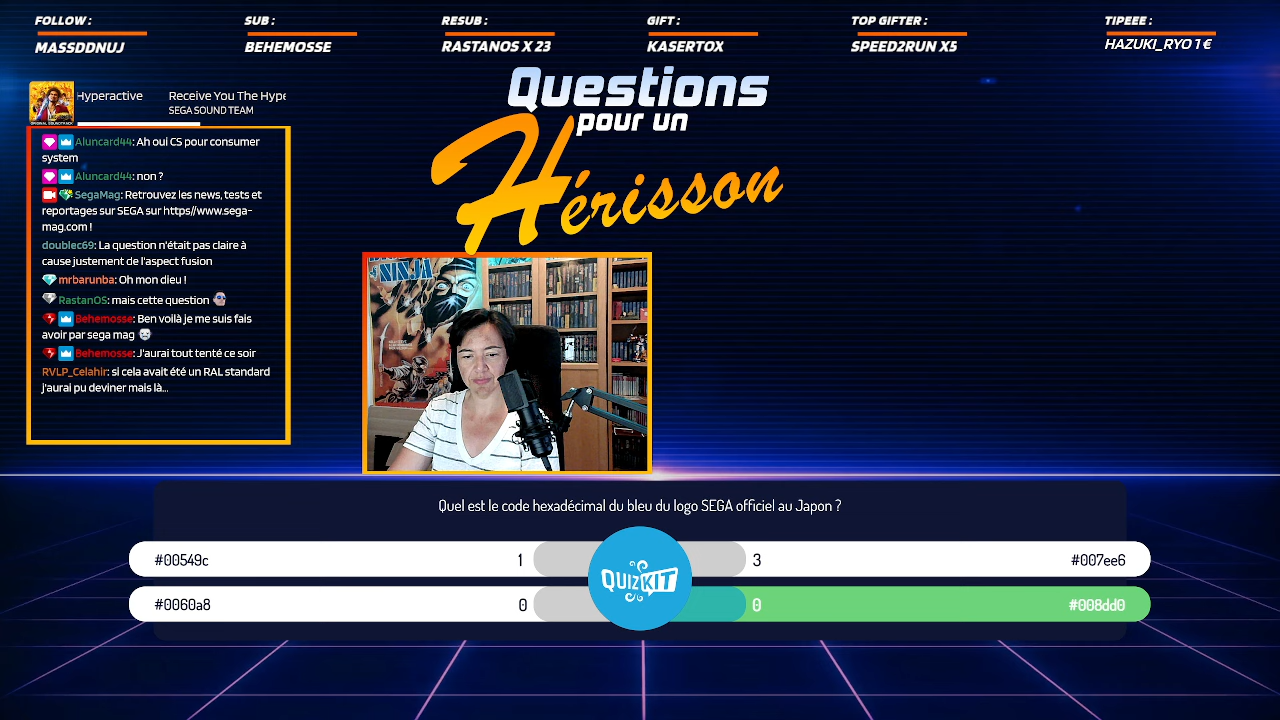 FOLLOW :
MASSDDNUJ
SUB :
BEHEMOSSE
RESUB :
RASTANOS X 23
GIFT :
KASERTOX
TOP GIFTER :
SPEED2RUN X5
TIPEEE :
HAZUKI_RYO 1 €
Hyperactive
Receive You The Hype
SEGA SOUND TEAM
ORIGINAL SOUNDTRACK
Questions
pour un
Hérisson
Aluncard44: Ah oui CS pour consumer
system
Aluncard44: non ?
SegaMag: Retrouvez les news, tests et
reportages sur SEGA sur https//www.sega-
mag.com !
doublec69: La question n'était pas claire à
cause justement de l'aspect fusion
mrbarunba: Oh mon dieu !
RastanOS: mais cette question
Behemosse: Ben voilà je me suis fais
avoir par sega mag
Behemosse: J'aurai tout tenté ce soir
RVLP_Celahir: si cela avait été un RAL standard
j'aurai pu deviner mais là...
NINJA
Quel est le code hexadécimal du bleu du logo SEGA officiel au Japon ?
#00549c 1
3 #007ee6
#0060a8 0
0 #008dd0
QUIZKIT